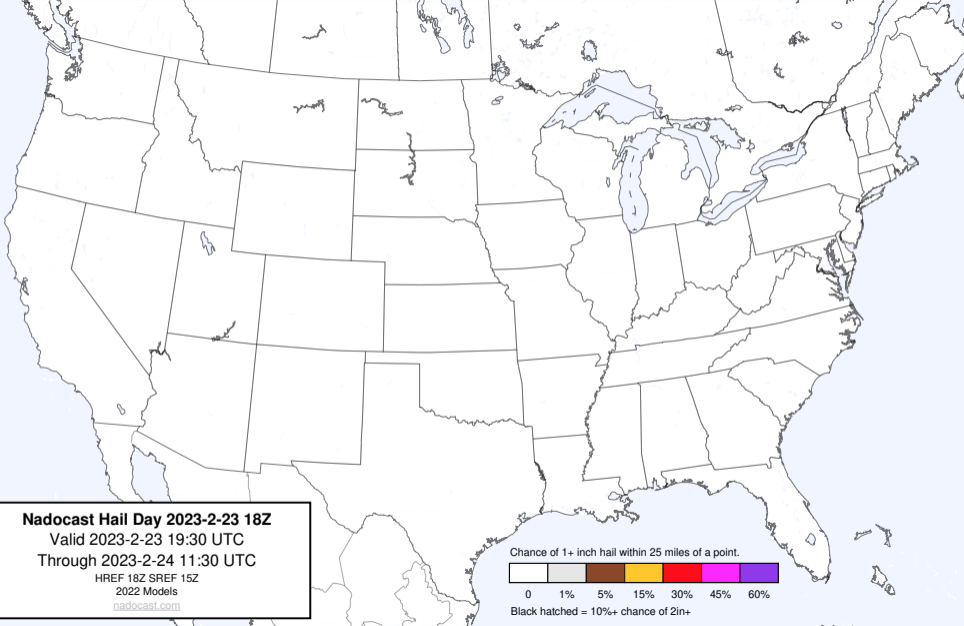 Nadocast Hail Day 2023-2-23 18Z
Valid 2023-2-23 19:30 UTC
Through 2023-2-24 11:30 UTC
HREF 18Z SREF 15Z
2022 Models
nadocast.com
Chance of 1+ inch hail within 25 miles of a point.
0 1% 5% 15% 30% 45% 60%
Black hatched = 10%+ chance of 2in+